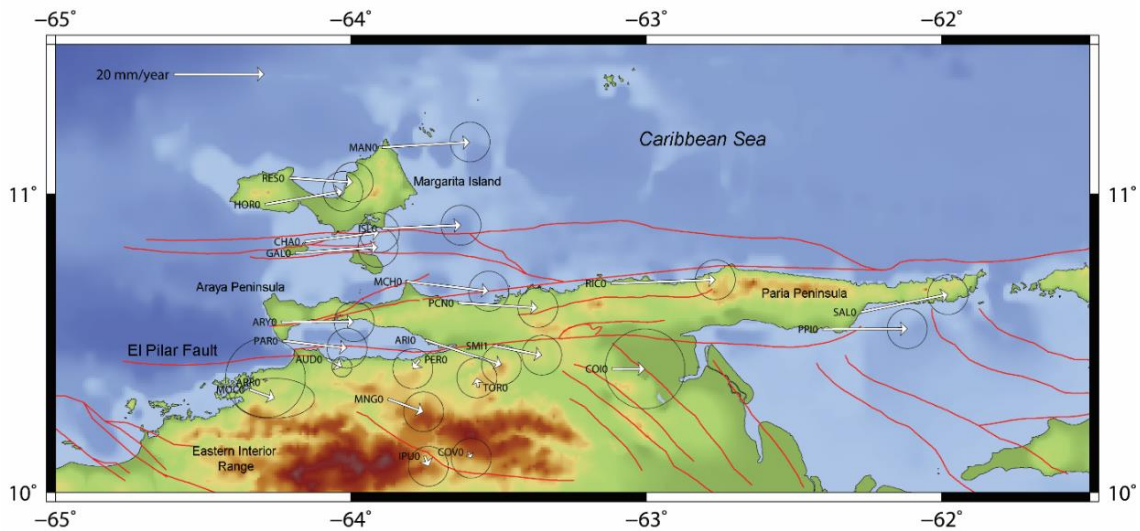 −65
−64
−63
−62
20 mm/year
MAN0
Caribbean Sea
RES0
Margarita Island
11°
11°
HOR0
ISL0
CHA0
GAL0
MCH0
RIC0
Araya Peninsula
PCN0
Paria Peninsula
SAL0
ARY0
PPI0
PAR0
ARI0
SMI1
El Pilar Fault
AUD0
PER0
COI0
ARR0
TOR0
MOC0
MNG0
Eastern Interior
Range
IPU0
COV0
10°
10°
−65
−64
−63
−62